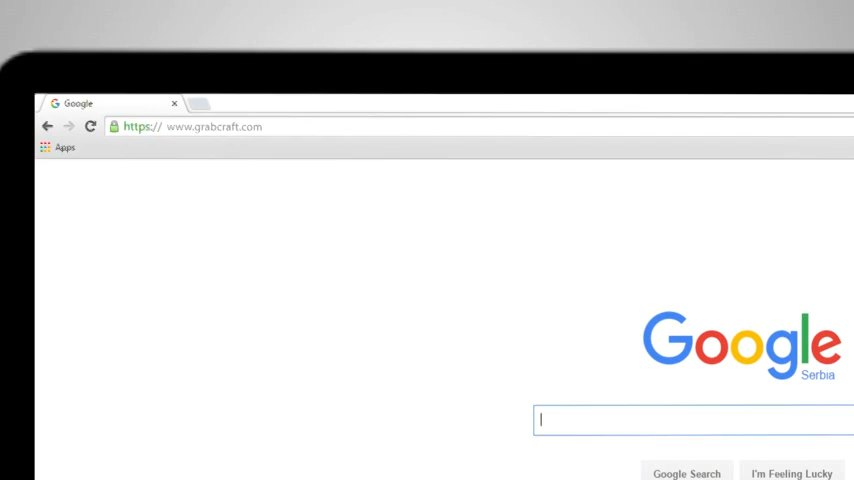 Google
https:// www.grabcraft.com
Apps
Google
Serbia
Google Search
I'm Feeling Lucky